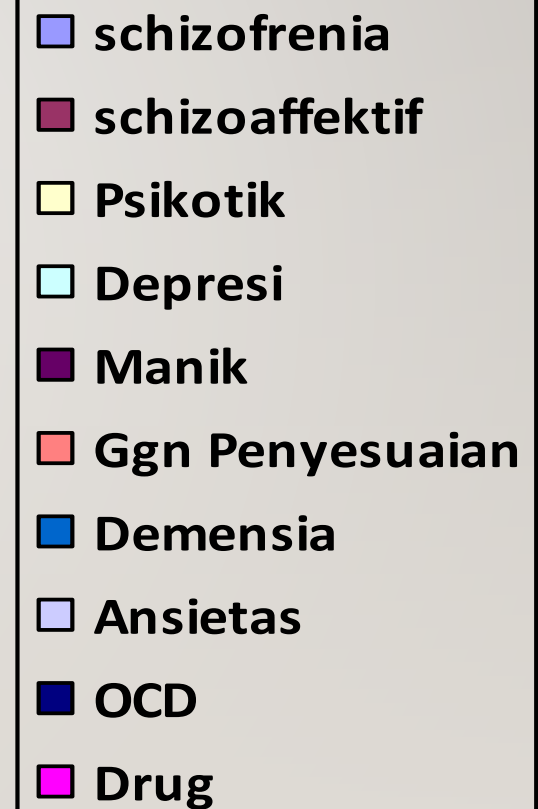 schizofrenia
schizoaffektif
Psikotik
Depresi
Manik
Ggn Penyesuaian
Demensia
Ansietas
OCD
Drug